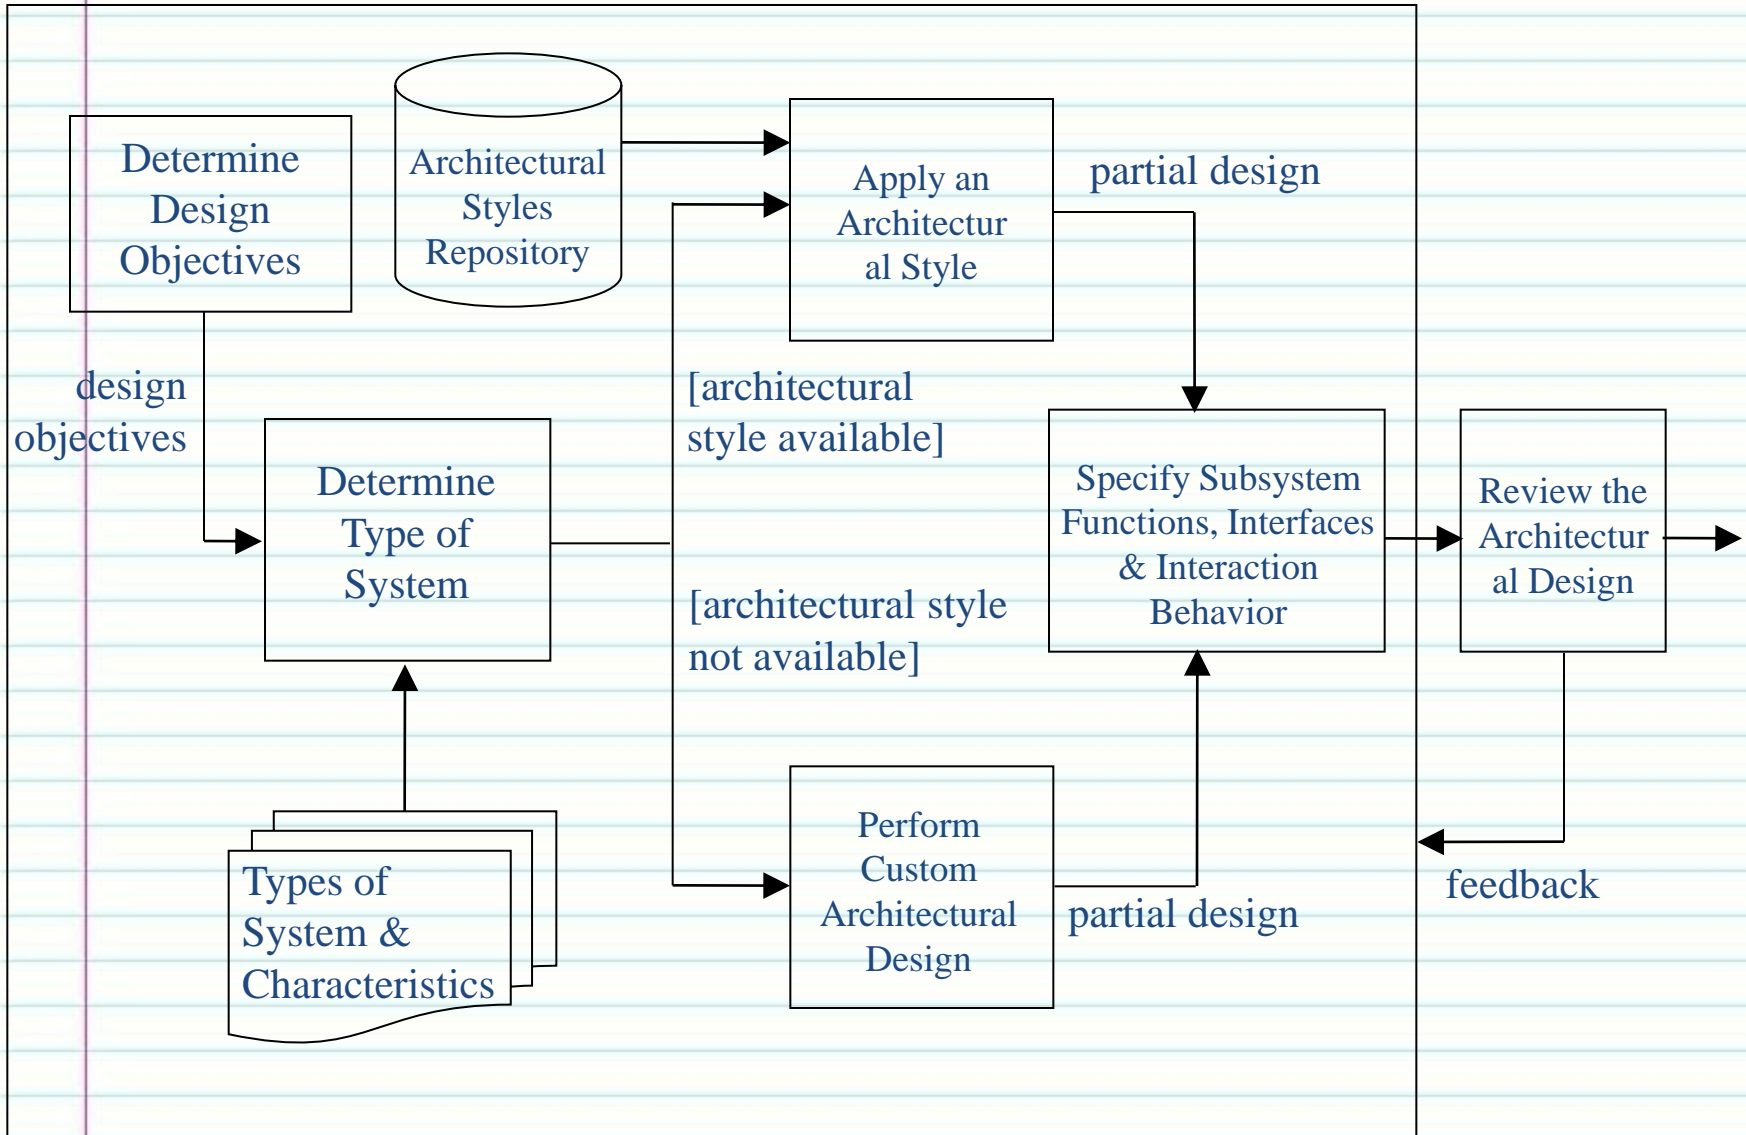 Determine
Design
Objectives
Architectural
Styles
Repository
Apply an
Architectur
al Style
partial design
design
objectives
[architectural
style available]
Determine
Type of
System
Specify Subsystem
Functions, Interfaces
& Interaction
Behavior
Review the
Architectur
al Design
[architectural style
not available]
Types of
System &
Characteristics
Perform
Custom
Architectural
Design
partial design
feedback